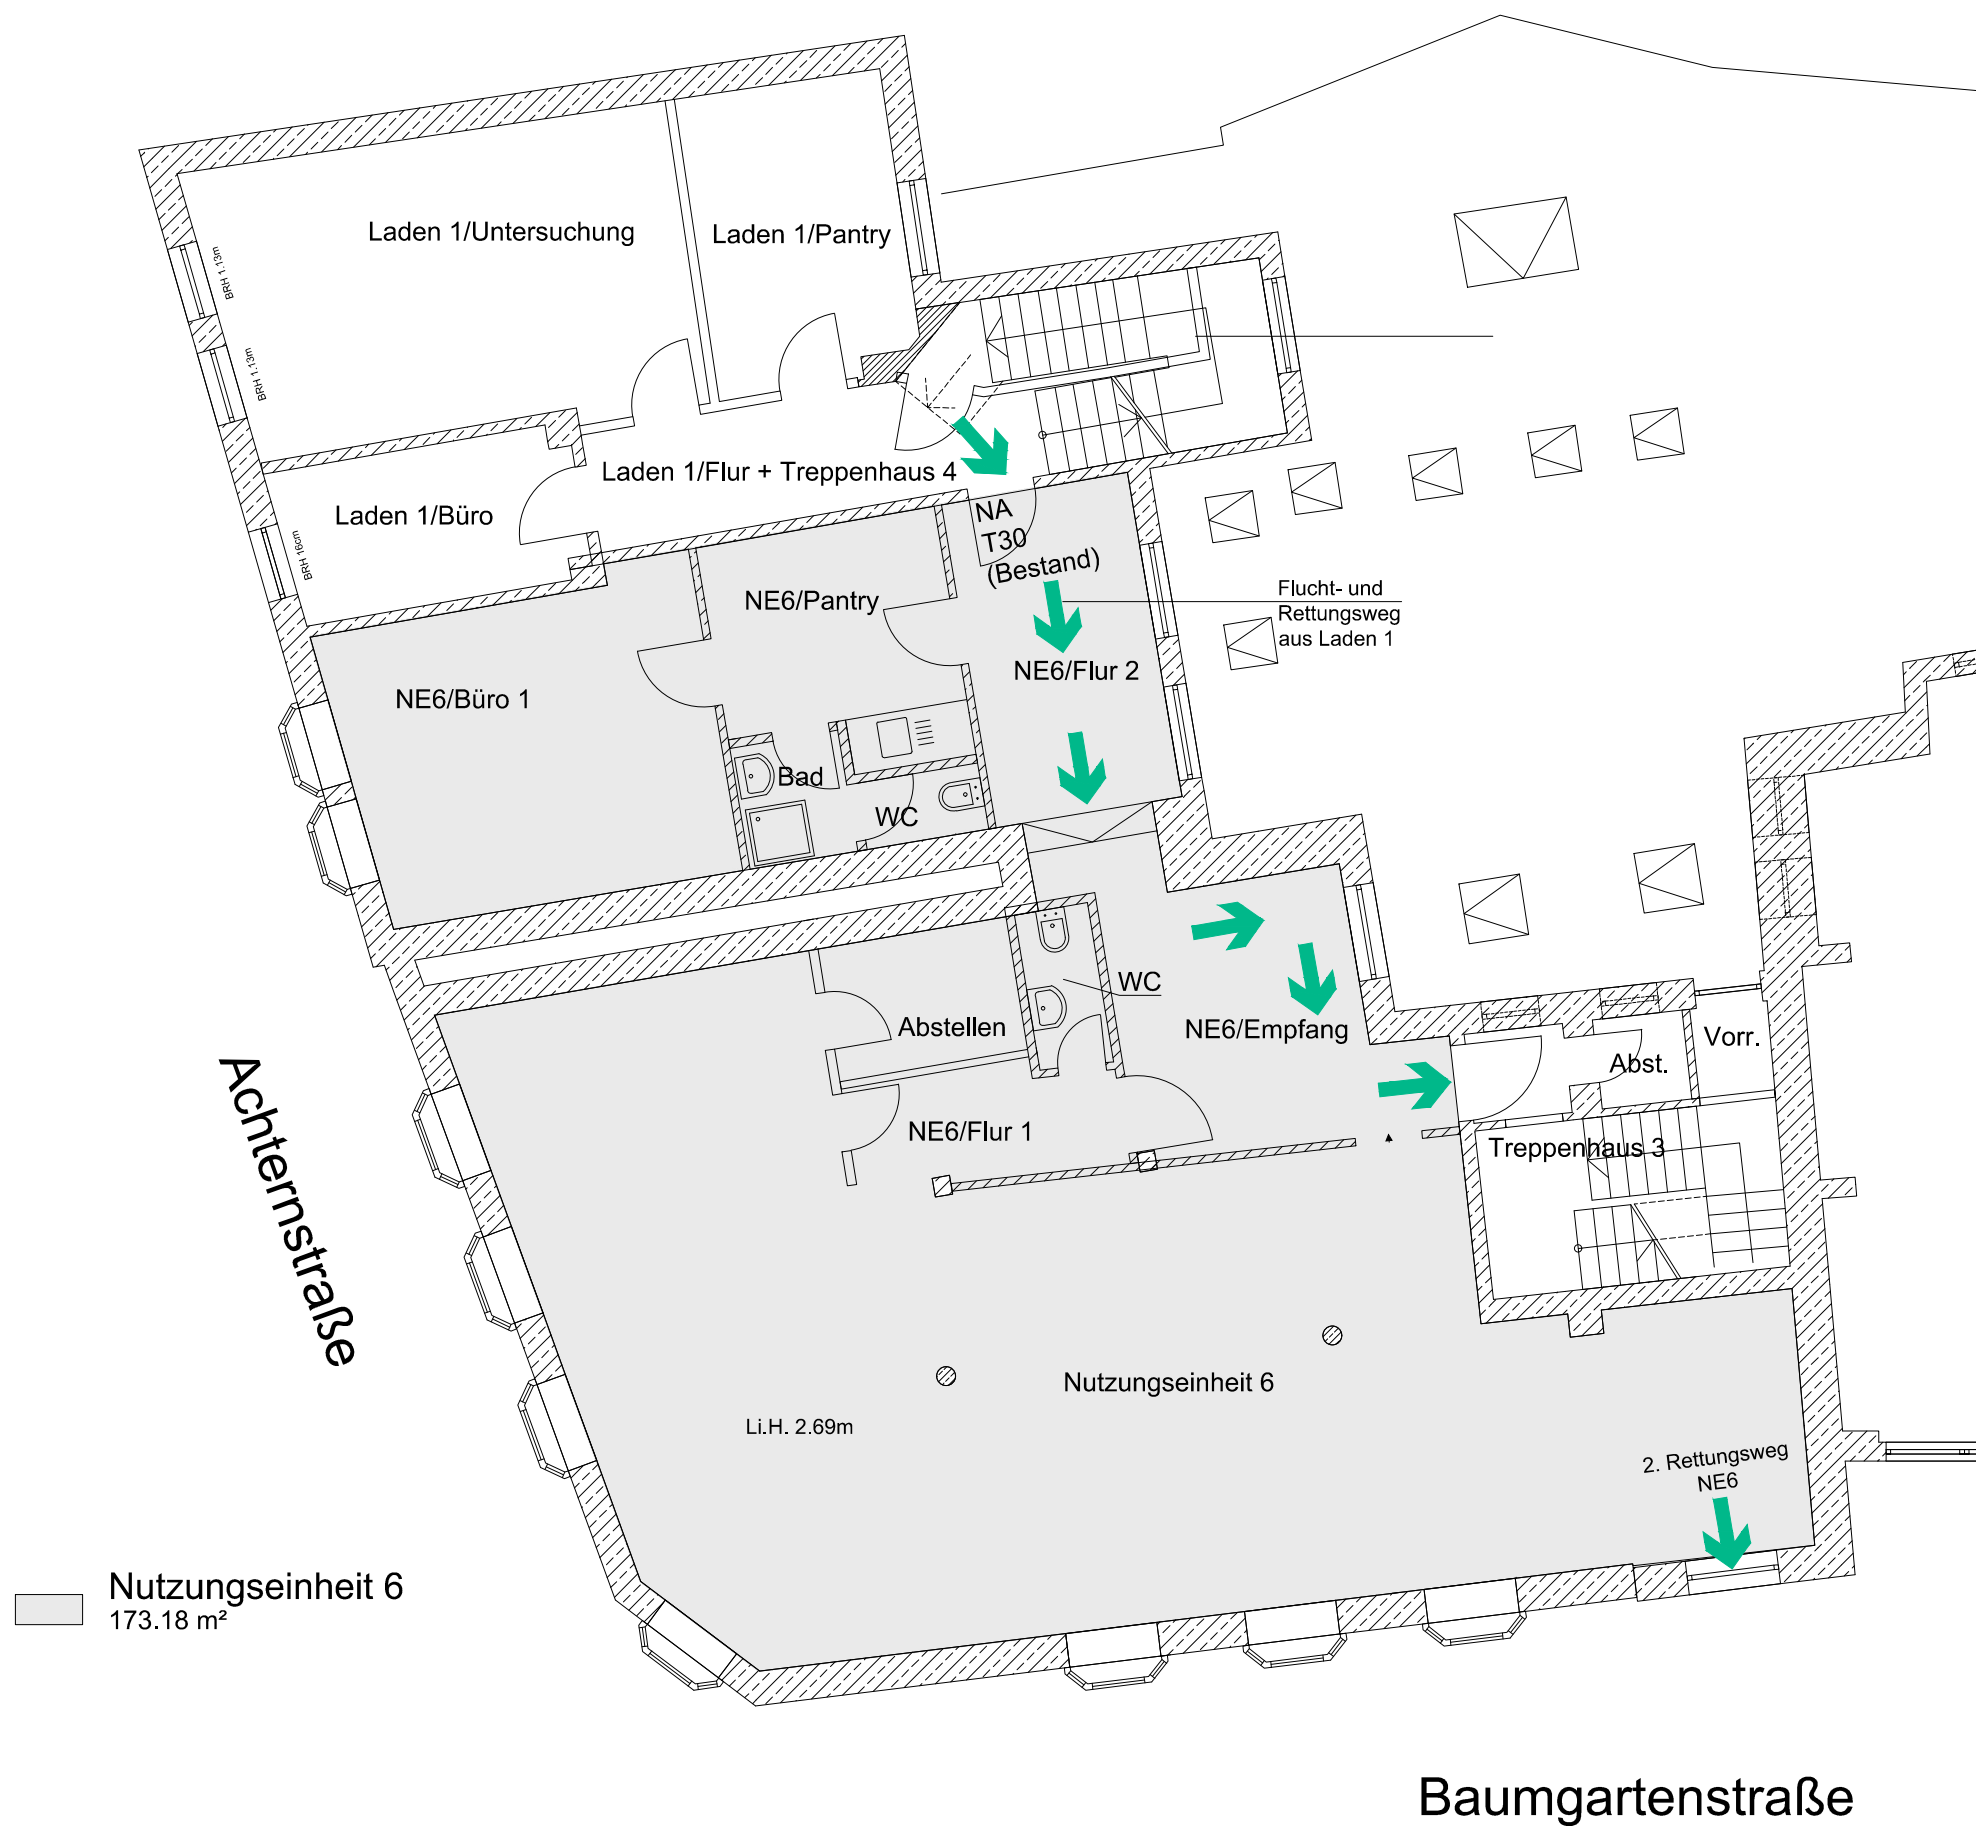 Laden 1/Untersuchung
Laden 1/Pantry
BRH 1.13m
BRH 1.13m
Laden 1/Flur + Treppenhaus 4
Laden 1/Büro
BRH 16cm
NA
T30
(Bestand)
Flucht- und
Rettungsweg
aus Laden 1
NE6/Pantry
NE6/Flur 2
NE6/Büro 1
Bad
WC
WC
Abstellen
NE6/Empfang
Vorr.
Abst.
NE6/Flur 1
Treppenhaus 3
Achternstraße
Nutzungseinheit 6
Li.H. 2.69m
2. Rettungsweg
NE6
Nutzungseinheit 6
173.18 m²
Baumgartenstraße